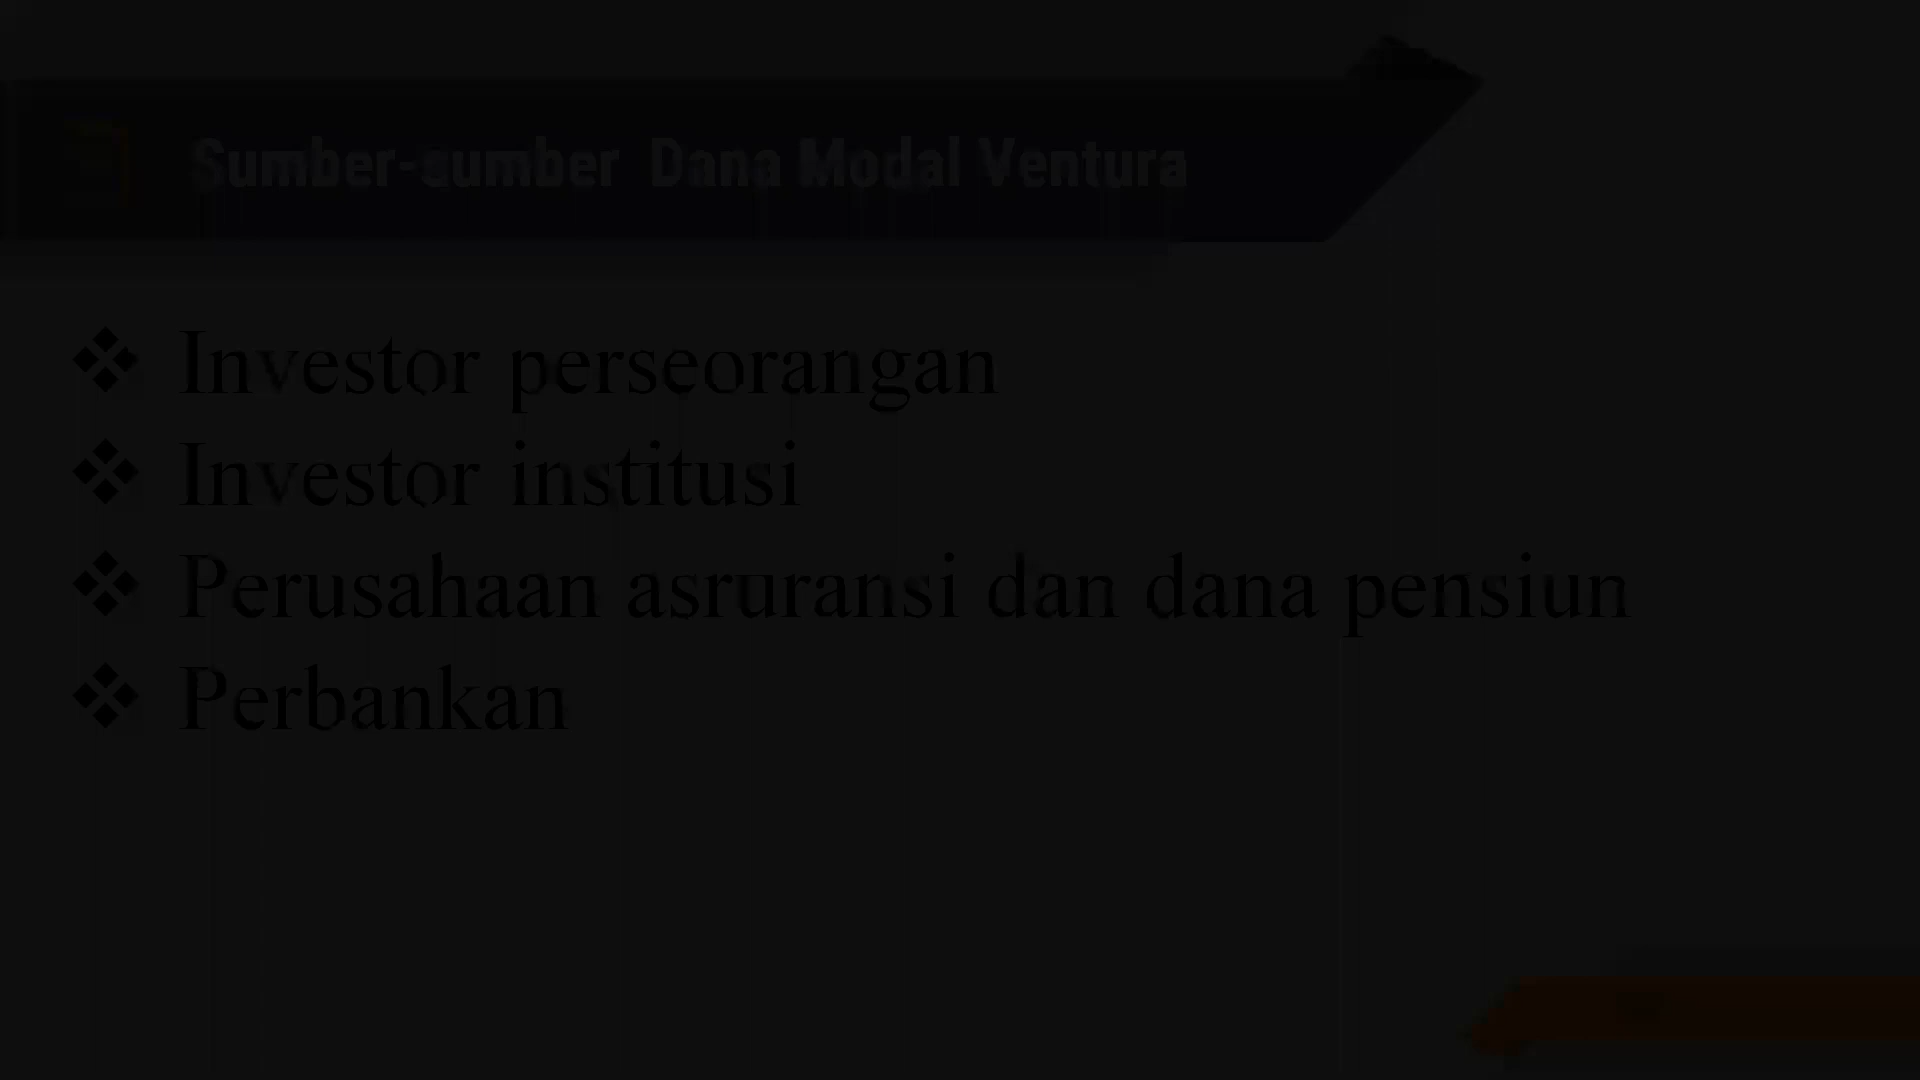 Sumber-sumber Dana Modal Ventura
❖ Investor perseorangan
❖ Investor institusi
❖ Perusahaan asruransi dan dana pensiun
❖ Perbankan